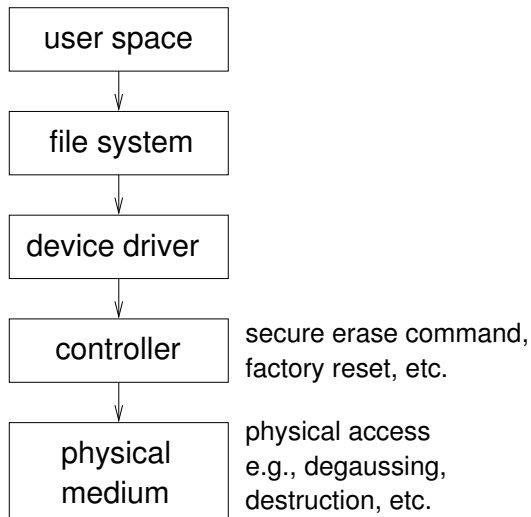 user space
file system
device driver
controller
secure erase command,
factory reset, etc.
physical
medium
physical access
e.g., degaussing,
destruction, etc.